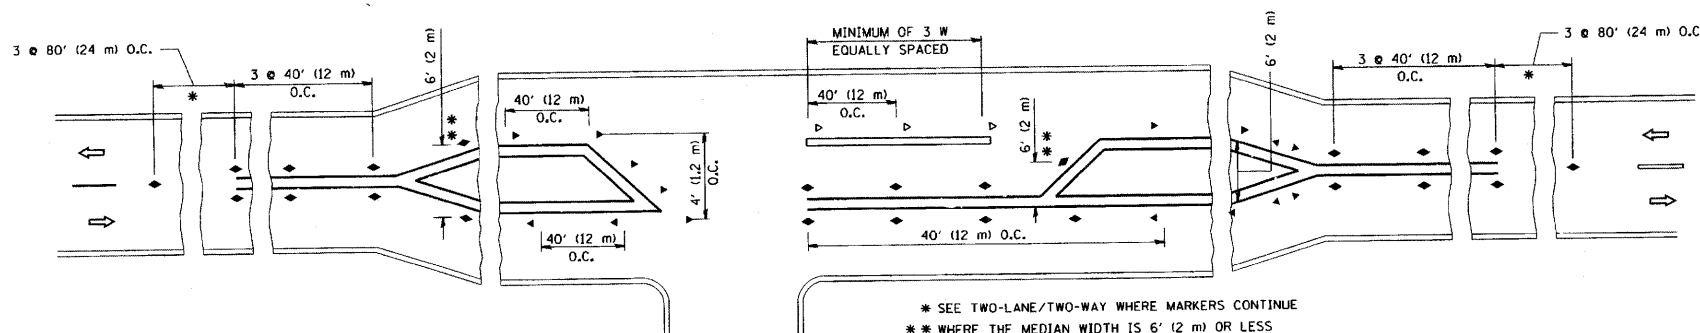 3 @ 80' (24 m) O.C.
*
3 @ 40' (12 m)
O.C.
6' (2 m)
*
*
40' (12 m)
O.C.
40' (12 m)
O.C.
4' (1.2 m)
O.C.
MINIMUM OF 3 W
EQUALLY SPACED
40' (12 m)
O.C.
6' (2 m)
*
*
40' (12 m) O.C.
6' (2 m)
3 @ 40' (12 m)
O.C.
*
3 @ 80' (24 m) O.C
* SEE TWO-LANE/TWO-WAY WHERE MARKERS CONTINUE
* * WHERE THE MEDIAN WIDTH IS 6' (2 m) OR LESS